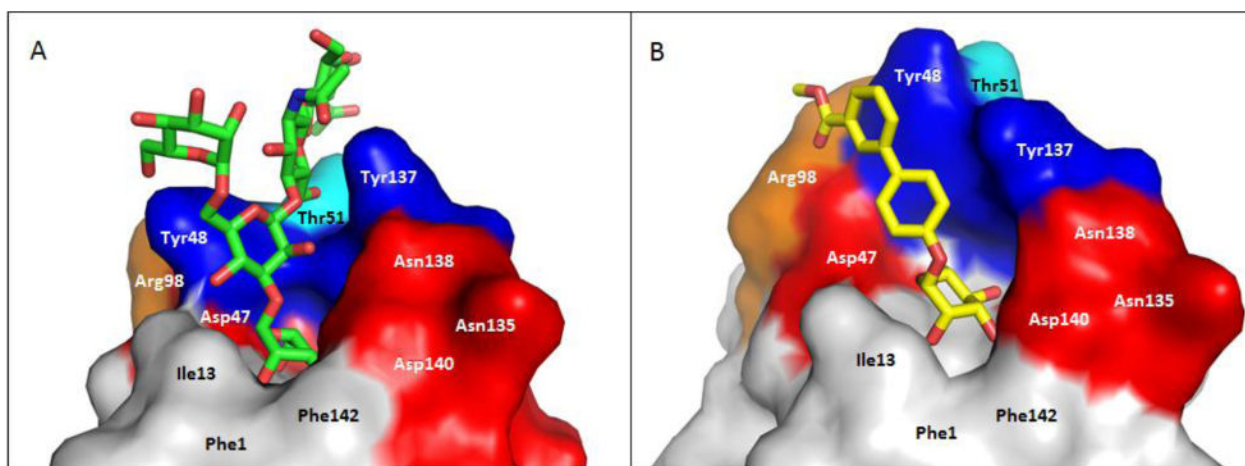 A
Tyr137
Thr51
Tyr48
Asn138
Arg98
Asp47
Asn135
Asp140
Ile13
Phe142
Phe1
B
Tyr48
Thr51
Tyr137
Arg98
Asn138
Asp47
Asn135
Asp140
Ile13
Phe142
Phe1